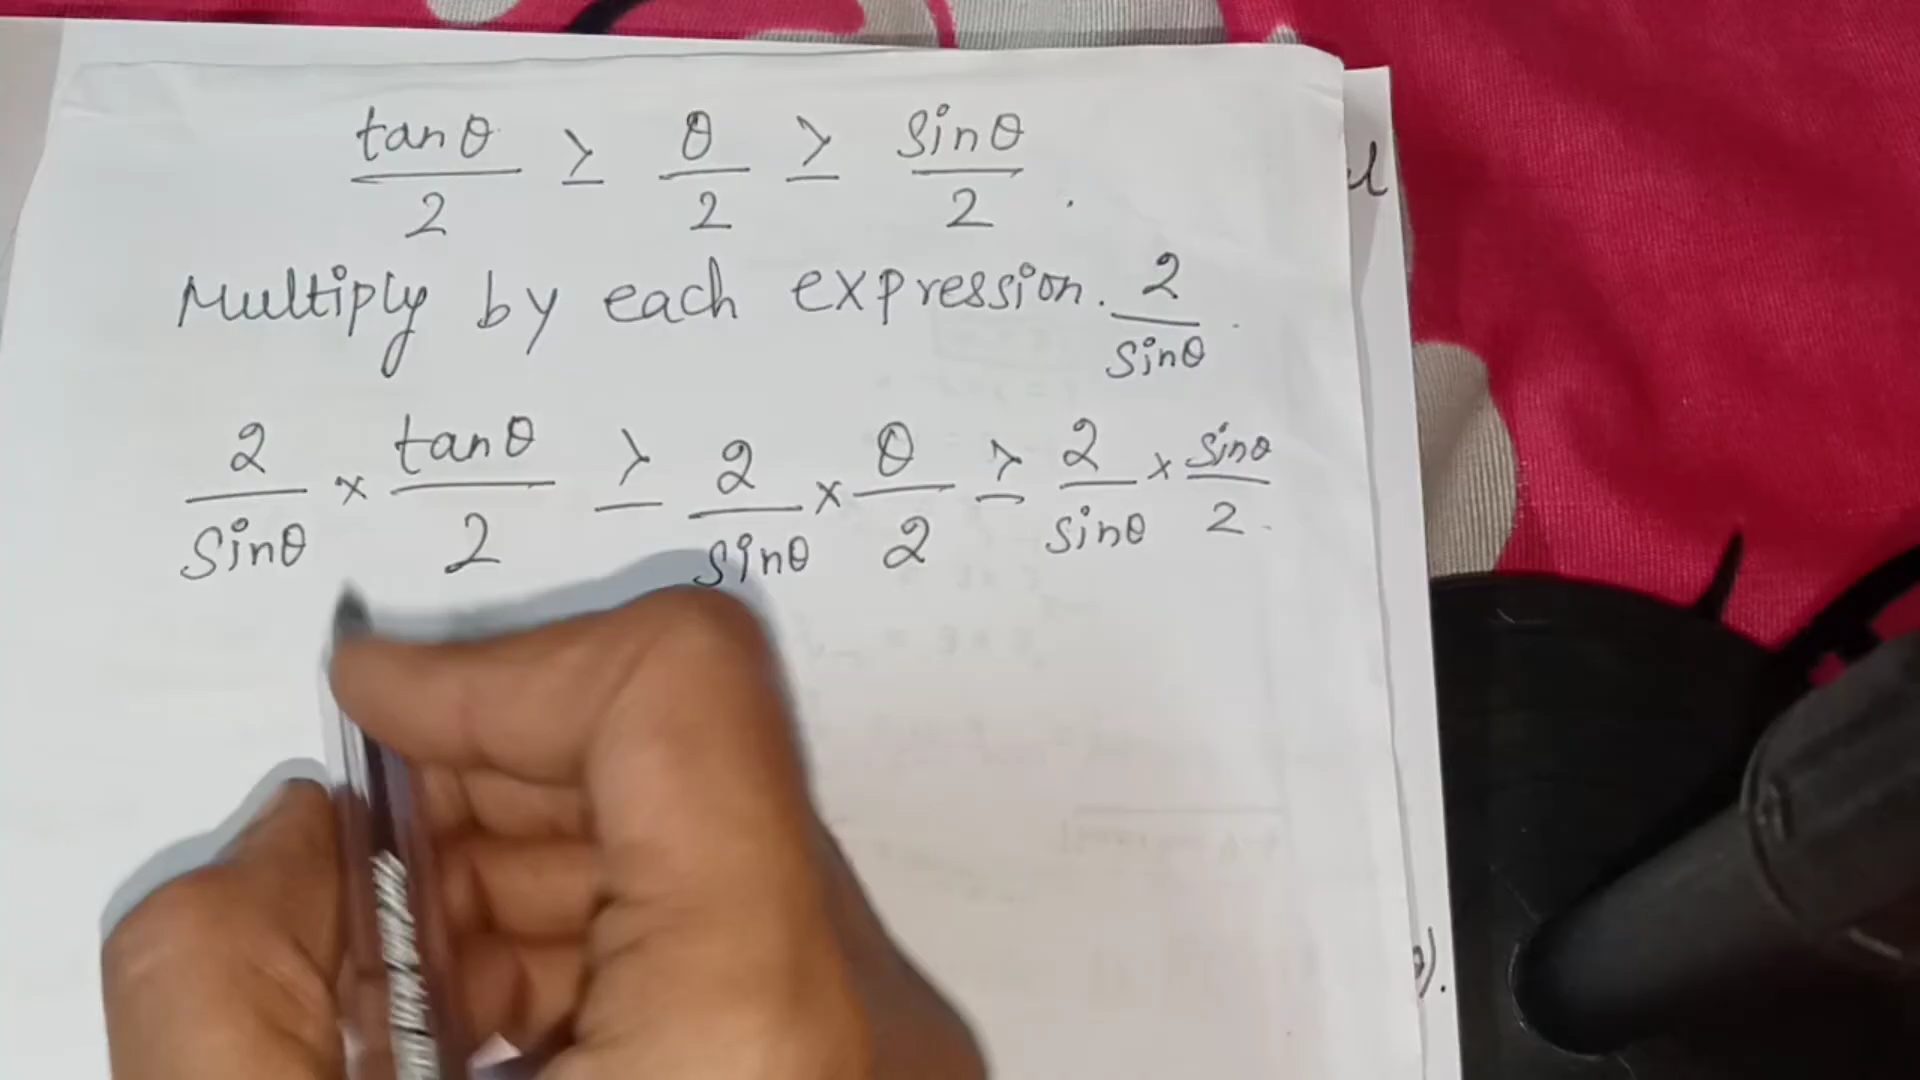 tanθ/2 ≥ θ/2 ≥ sinθ/2 .
Multiply by each expression. 2/sinθ .
2/sinθ × tanθ/2 ≥ 2/sinθ × θ/2 ≥ 2/sinθ × sinθ/2 .